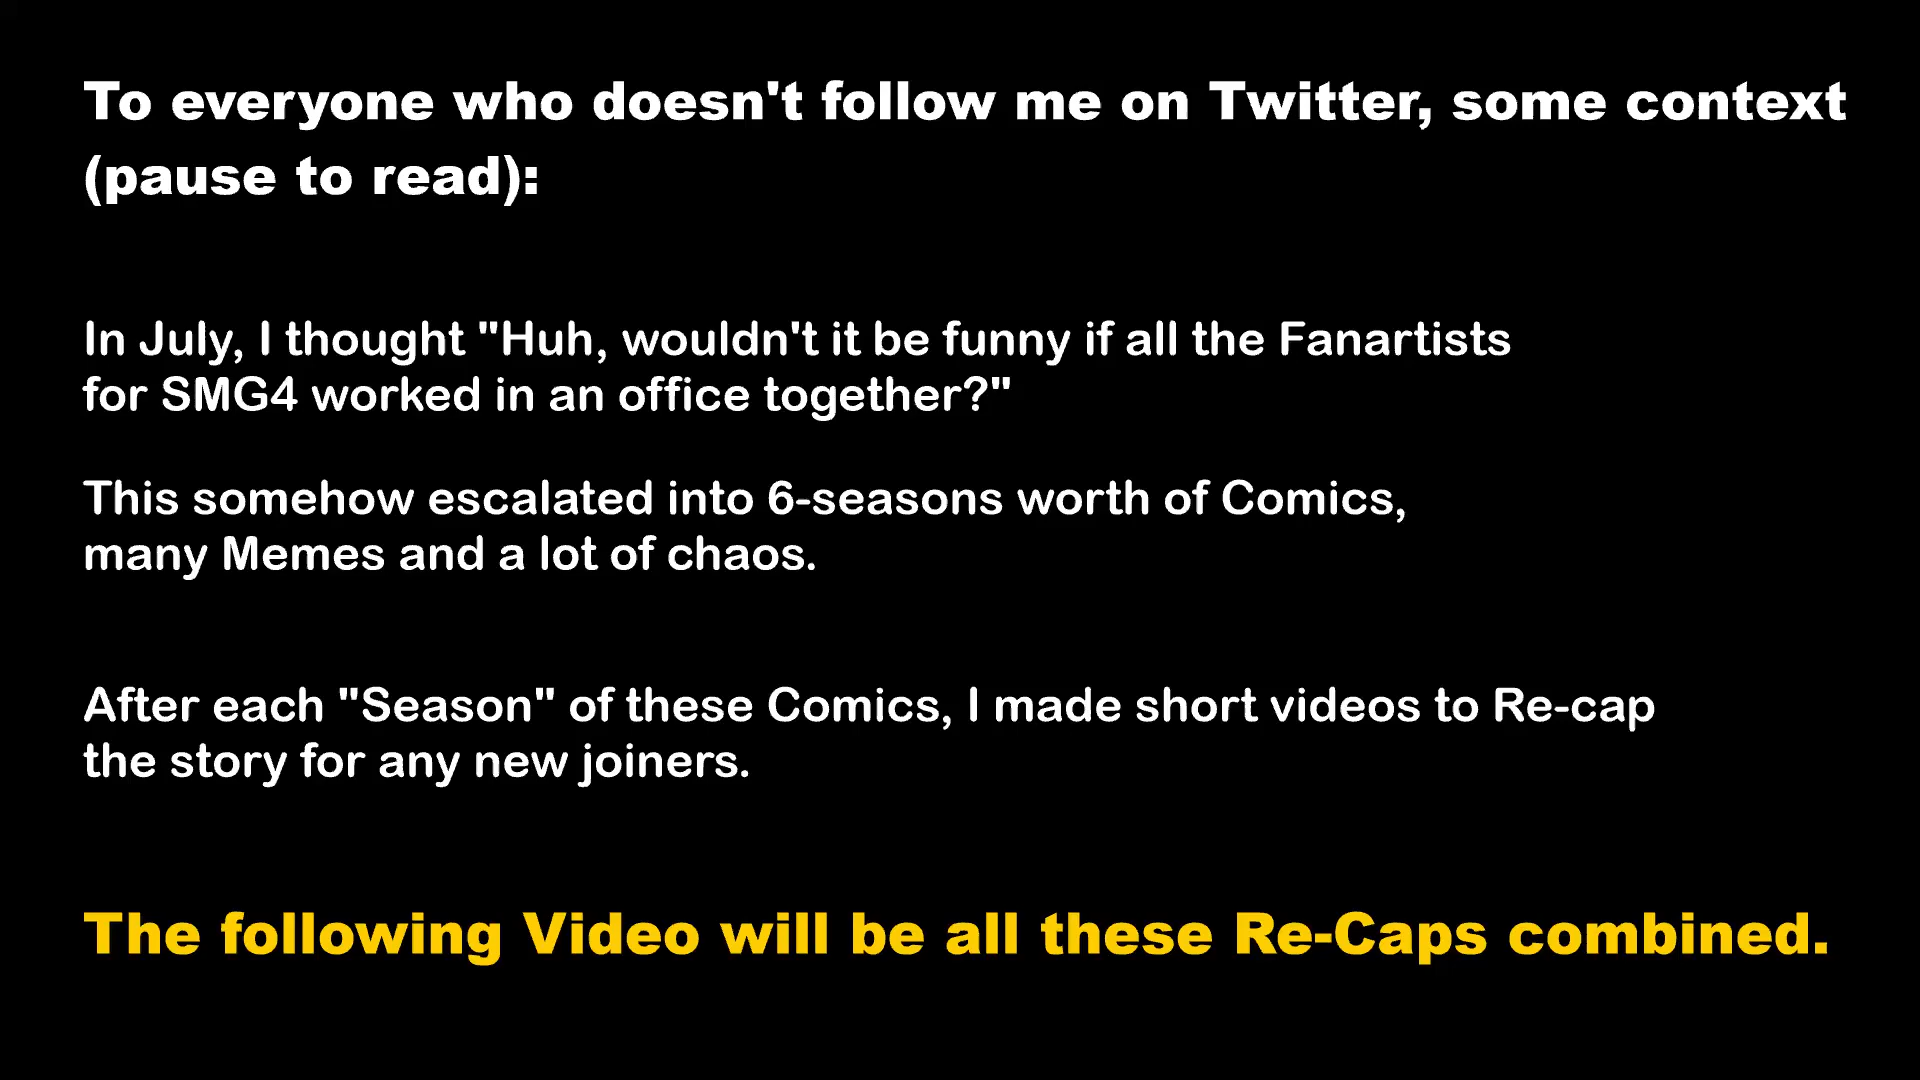 To everyone who doesn't follow me on Twitter, some context
(pause to read):
In July, I thought "Huh, wouldn't it be funny if all the Fanartists
for SMG4 worked in an office together?"
This somehow escalated into 6-seasons worth of Comics,
many Memes and a lot of chaos.
After each "Season" of these Comics, I made short videos to Re-cap
the story for any new joiners.
The following Video will be all these Re-Caps combined.